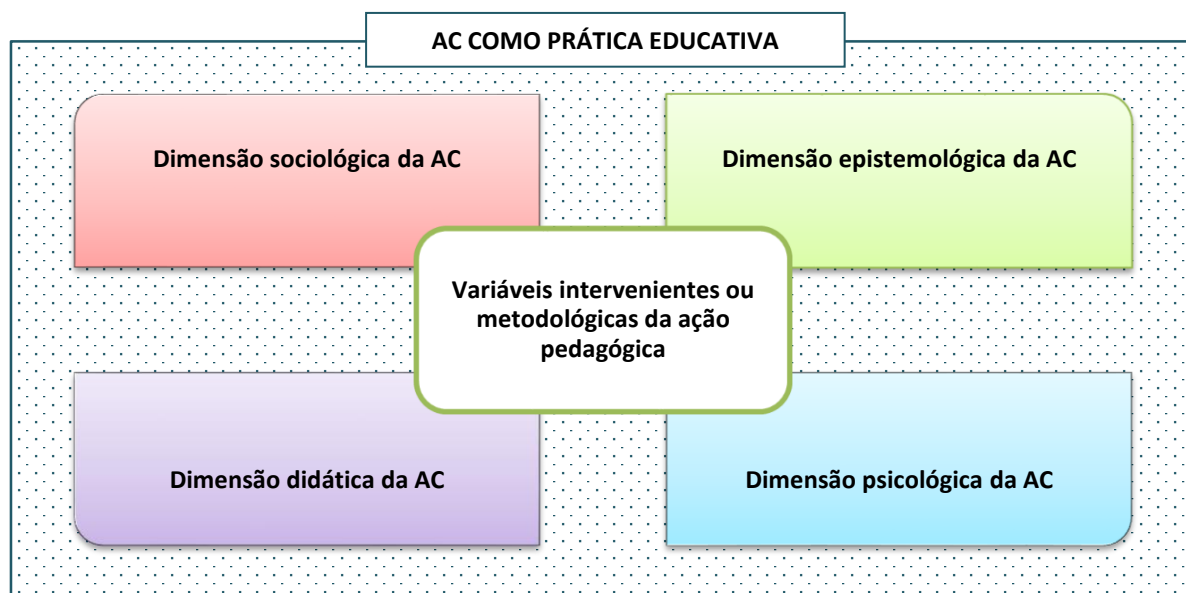 AC COMO PRÁTICA EDUCATIVA
Dimensão sociológica da AC
Dimensão epistemológica da AC
Variáveis intervenientes ou
metodológicas da ação
pedagógica
Dimensão didática da AC
Dimensão psicológica da AC